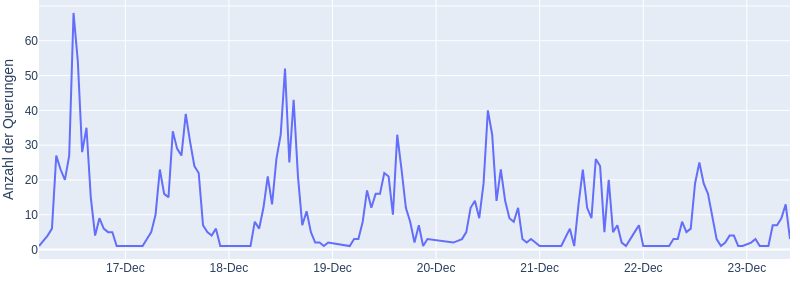 Anzahl der Querungen
60
50
40
30
20
10
0
17-Dec
18-Dec
19-Dec
20-Dec
21-Dec
22-Dec
23-Dec